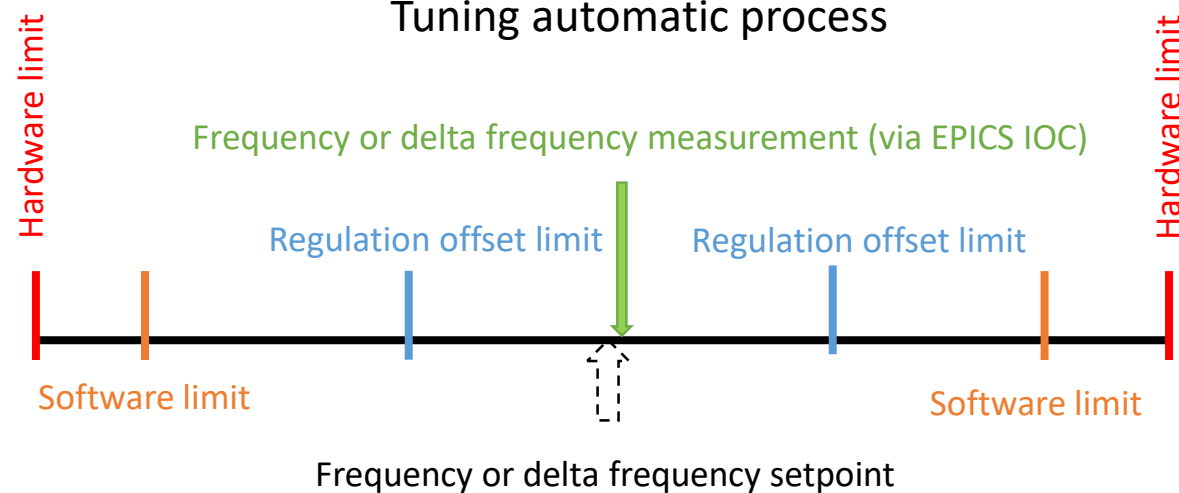 Tuning automatic process
Hardware limit
Hardware limit
Frequency or delta frequency measurement (via EPICS IOC)
Regulation offset limit
Regulation offset limit
Software limit
Software limit
Frequency or delta frequency setpoint